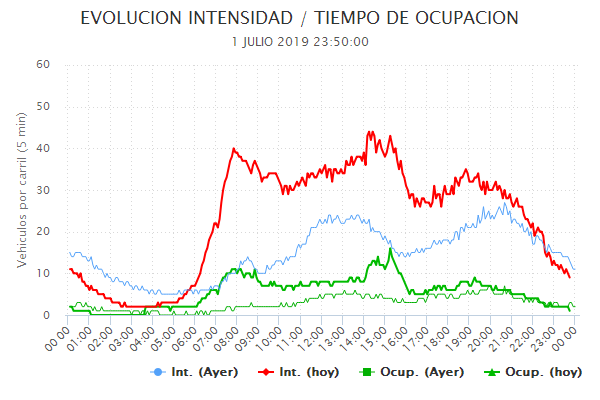 EVOLUCION INTENSIDAD / TIEMPO DE OCUPACION
1 JULIO 2019 23:50:00
Vehiculos por carril (5 min)
60
50
40
30
20
10
0
00:00 01:00 02:00 03:00 04:00 05:00 06:00 07:00 08:00 09:00 10:00 11:00 12:00 13:00 14:00 15:00 16:00 17:00 18:00 19:00 20:00 21:00 22:00 23:00 00:00
Int. (Ayer) Int. (hoy) Ocup. (Ayer) Ocup. (hoy)